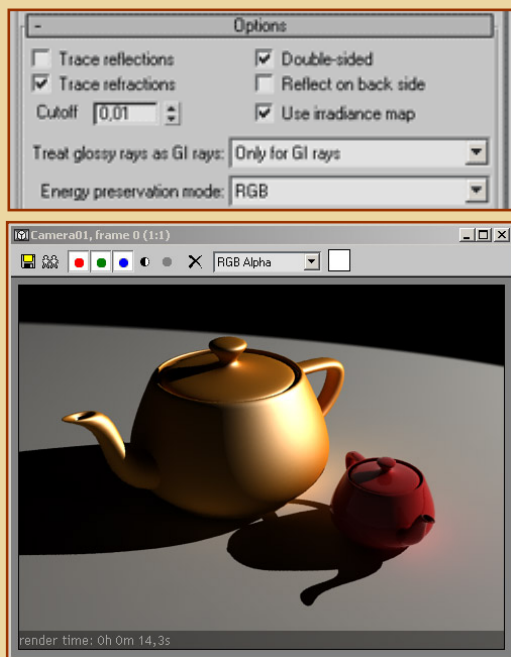 - Options
Trace reflections Double-sided
Trace refractions Reflect on back side
Cutoff 0,01 Use irradiance map
Treat glossy rays as GI rays: Only for GI rays
Energy preservation mode: RGB
Camera01, frame 0 (1:1)
RGB Alpha
render time: 0h 0m 14,3s